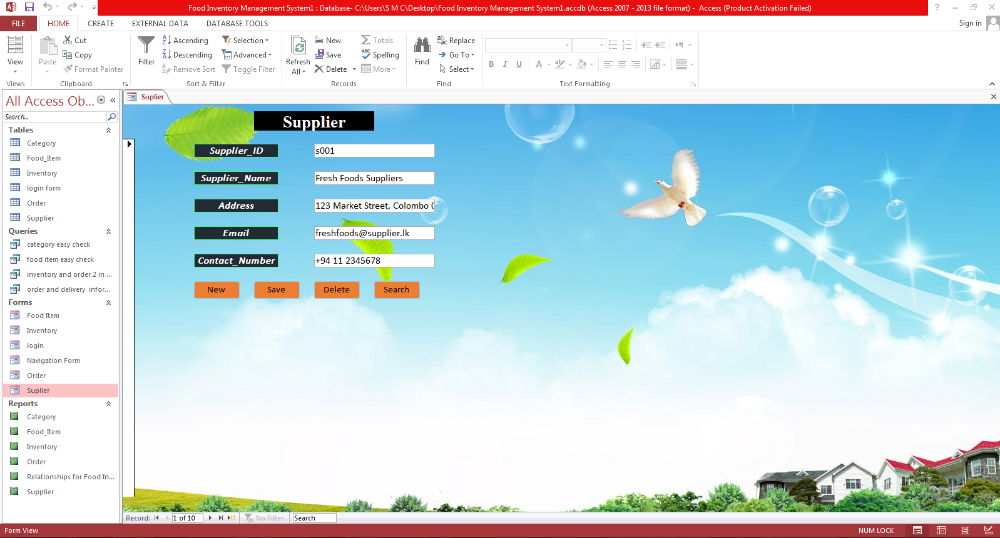 Food Inventory Management System1 : Database- C:\Users\S M C\Desktop\Food Inventory Management System1.accdb (Access 2007 - 2013 file format) - Access (Product Activation Failed)
FILE HOME CREATE EXTERNAL DATA DATABASE TOOLS Sign in
View
Views
Paste
Cut
Copy
Format Painter
Clipboard
Filter
Ascending
Descending
Remove Sort
Selection
Advanced
Toggle Filter
Sort & Filter
Refresh
All
New
Save
Delete
Totals
Spelling
More
Records
Find
Replace
Go To
Select
Find
B I U A
Text Formatting
All Access Ob...
Search...
Tables
Category
Food_Item
Inventory
login form
Order
Supplier
Queries
category easy check
food item easy check
inventory and order 2 in ...
order and delivery infor...
Forms
Food Item
Inventory
login
Navigation Form
Order
Suplier
Reports
Category
Food_Item
Inventory
Order
Relationships for Food In...
Supplier
Suplier
Supplier
Supplier_ID s001
Supplier_Name Fresh Foods Suppliers
Address 123 Market Street, Colombo
Email freshfoods@supplier.lk
Contact_Number +94 11 2345678
New Save Delete Search
Record: 1 of 10 No Filter Search
Form View NUM LOCK